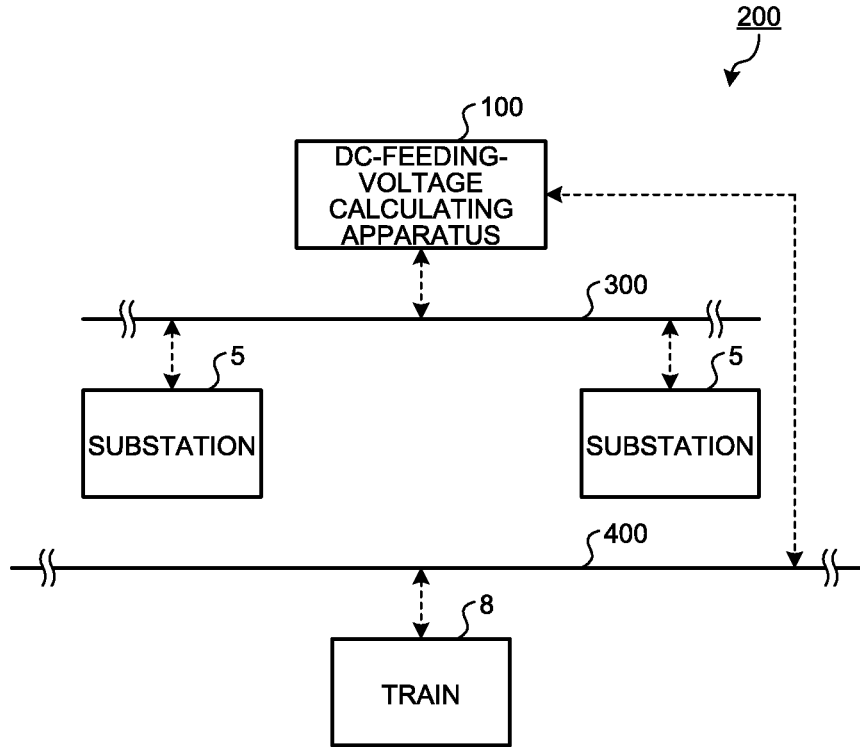 200
100
DC-FEEDING-
VOLTAGE
CALCULATING
APPARATUS
300
5
5
SUBSTATION
SUBSTATION
400
8
TRAIN